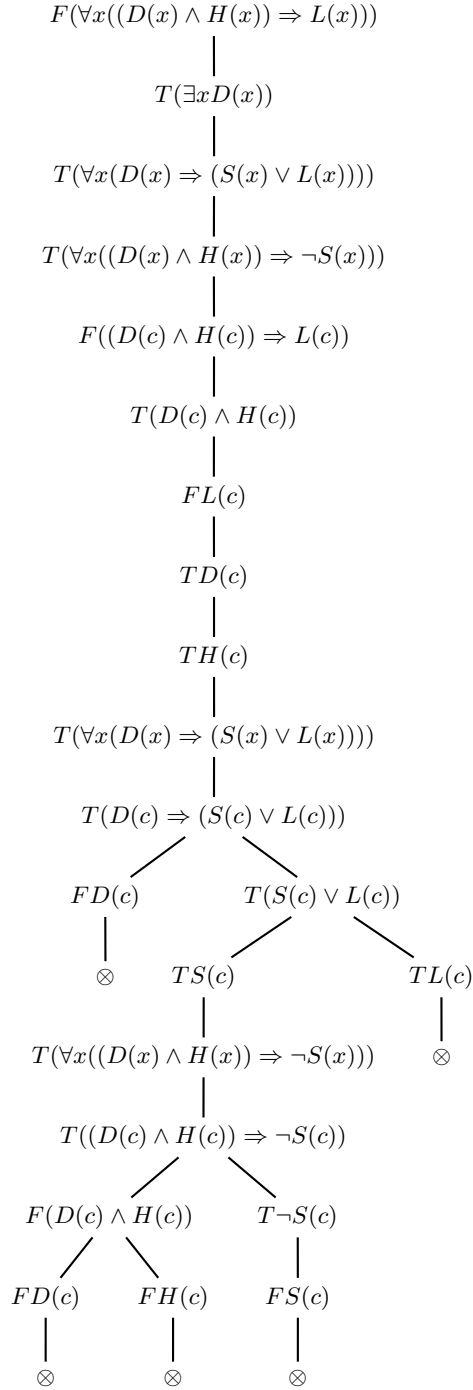 F(∀x((D(x) ∧ H(x)) ⇒ L(x)))
T(∃xD(x))
T(∀x(D(x) ⇒ (S(x) ∨ L(x))))
T(∀x((D(x) ∧ H(x)) ⇒ ¬S(x)))
F((D(c) ∧ H(c)) ⇒ L(c))
T(D(c) ∧ H(c))
FL(c)
TD(c)
TH(c)
T(∀x(D(x) ⇒ (S(x) ∨ L(x))))
T(D(c) ⇒ (S(c) ∨ L(c)))
FD(c) T(S(c) ∨ L(c))
⊗ TS(c) TL(c)
T(∀x((D(x) ∧ H(x)) ⇒ ¬S(x))) ⊗
T((D(c) ∧ H(c)) ⇒ ¬S(c))
F(D(c) ∧ H(c)) T¬S(c)
FD(c) FH(c) FS(c)
⊗ ⊗ ⊗